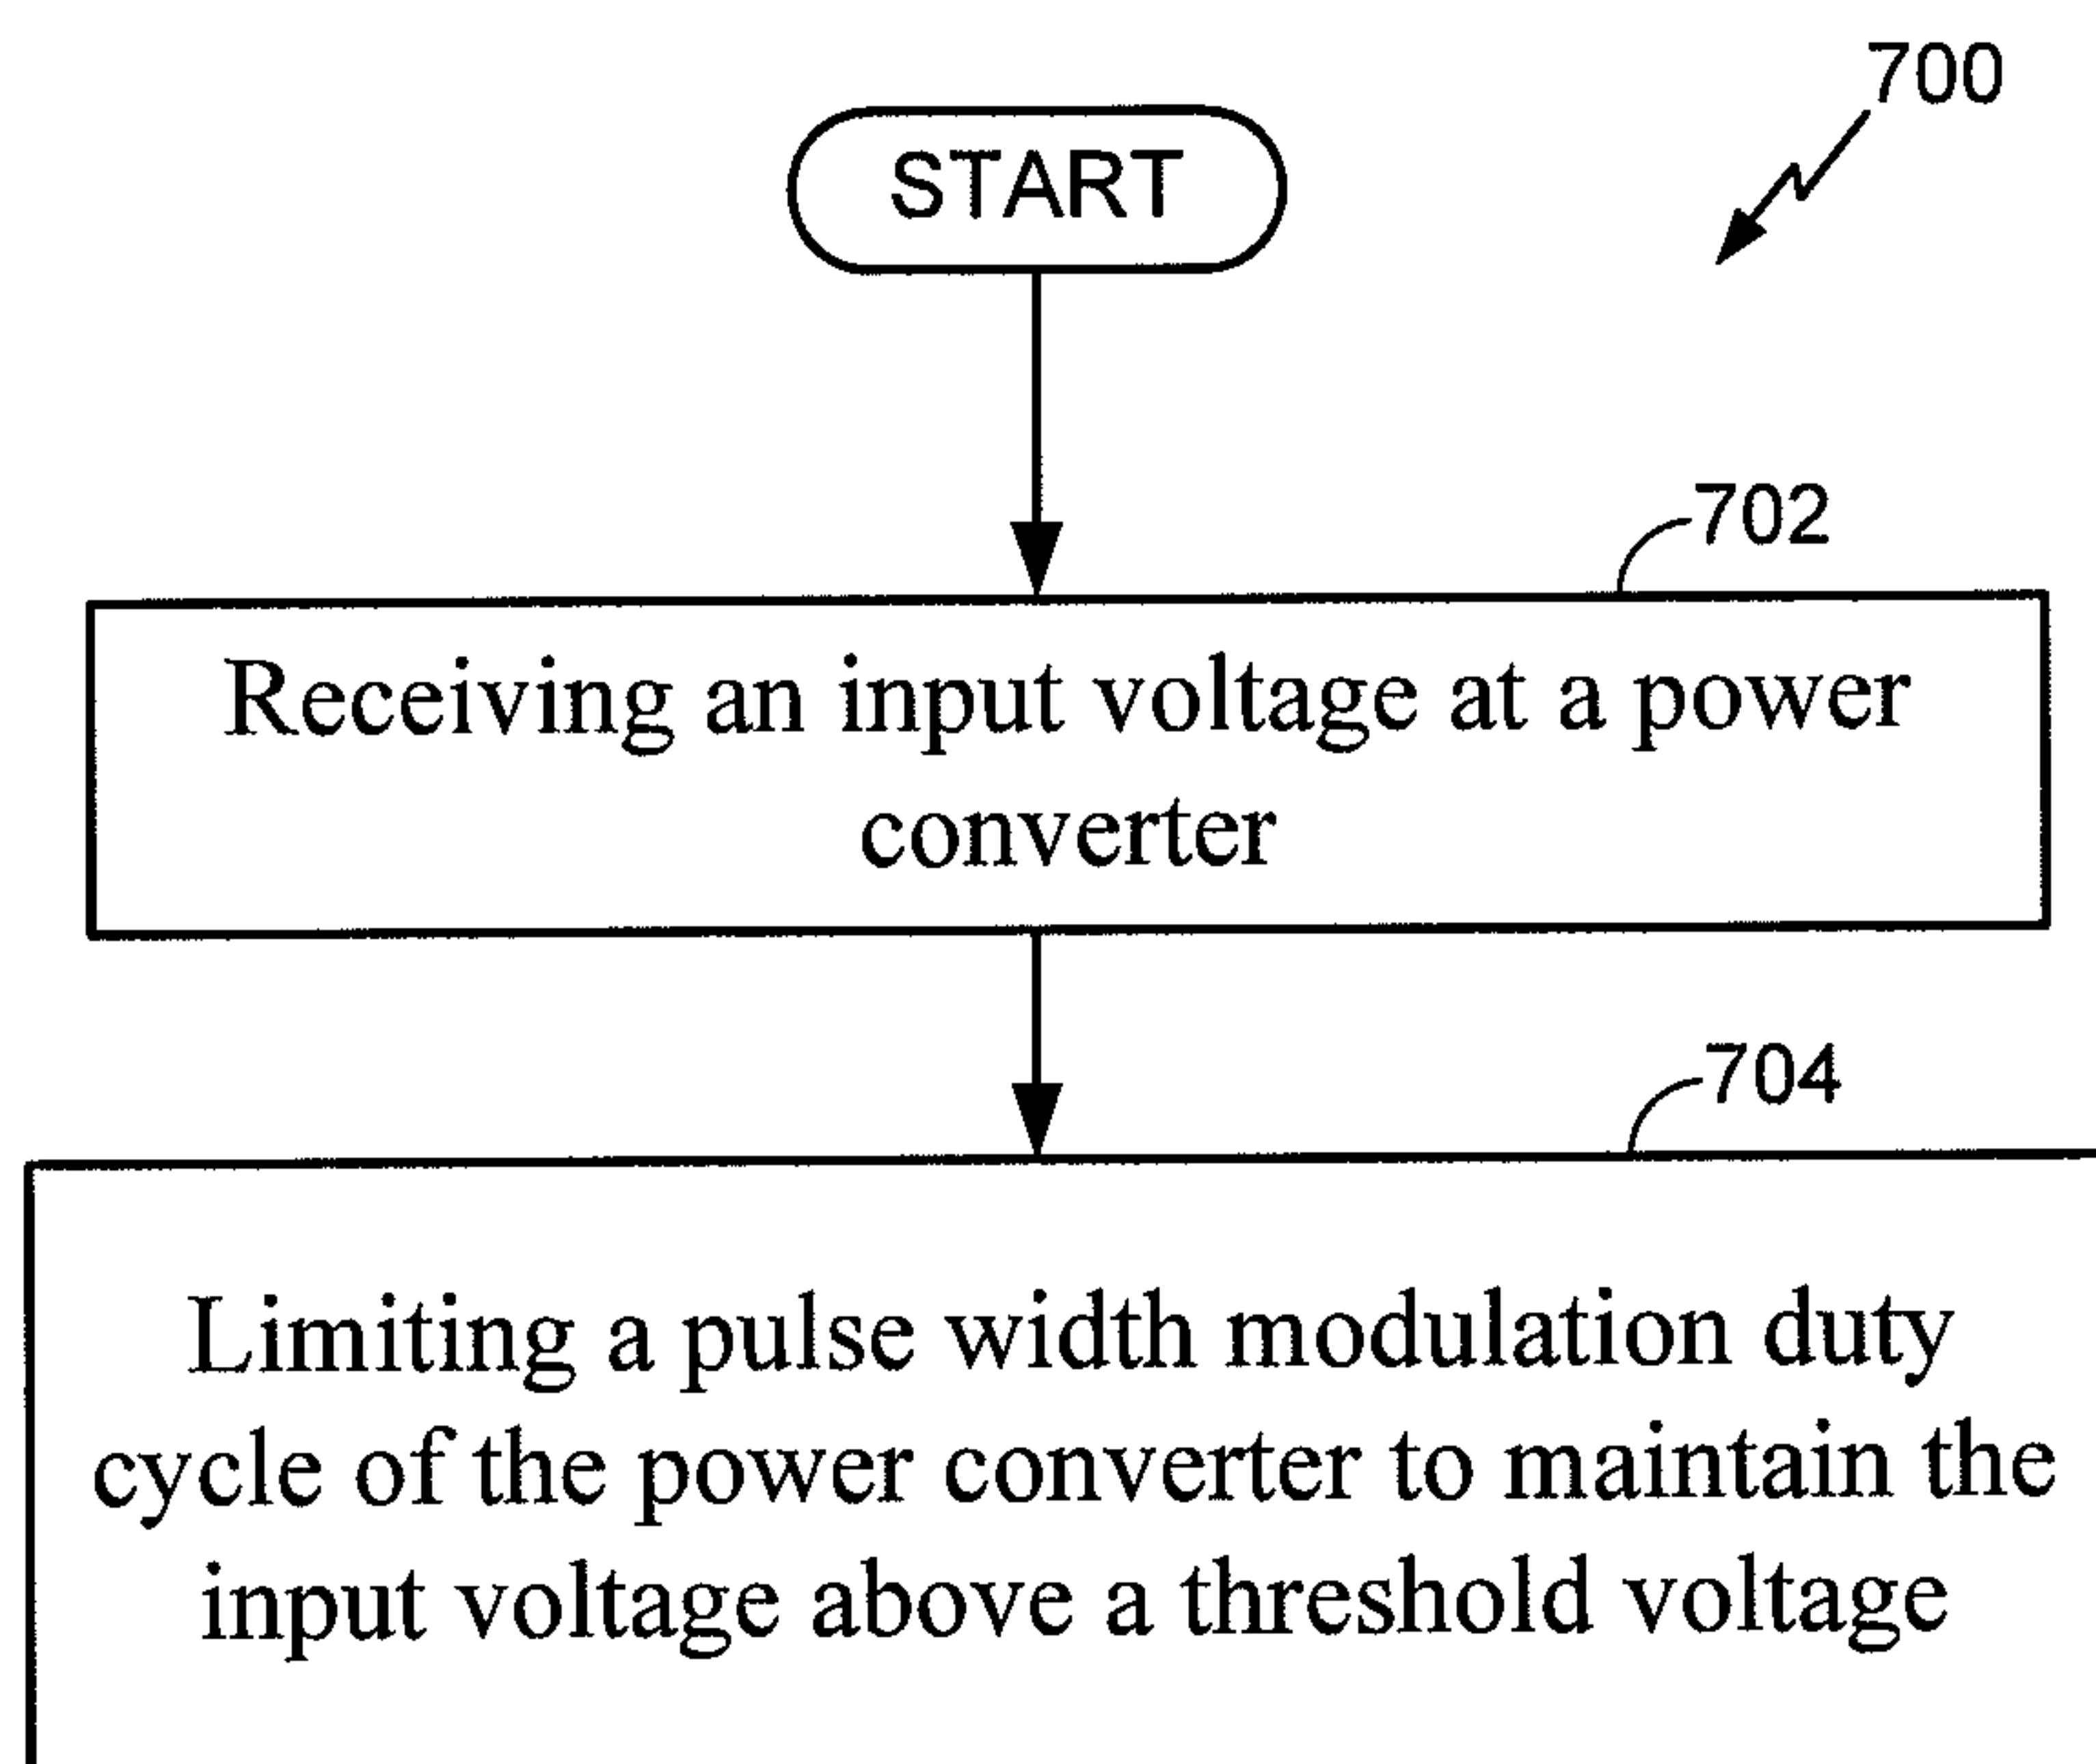 700
START
702
Receiving an input voltage at a power
converter
704
Limiting a pulse width modulation duty
cycle of the power converter to maintain the
input voltage above a threshold voltage